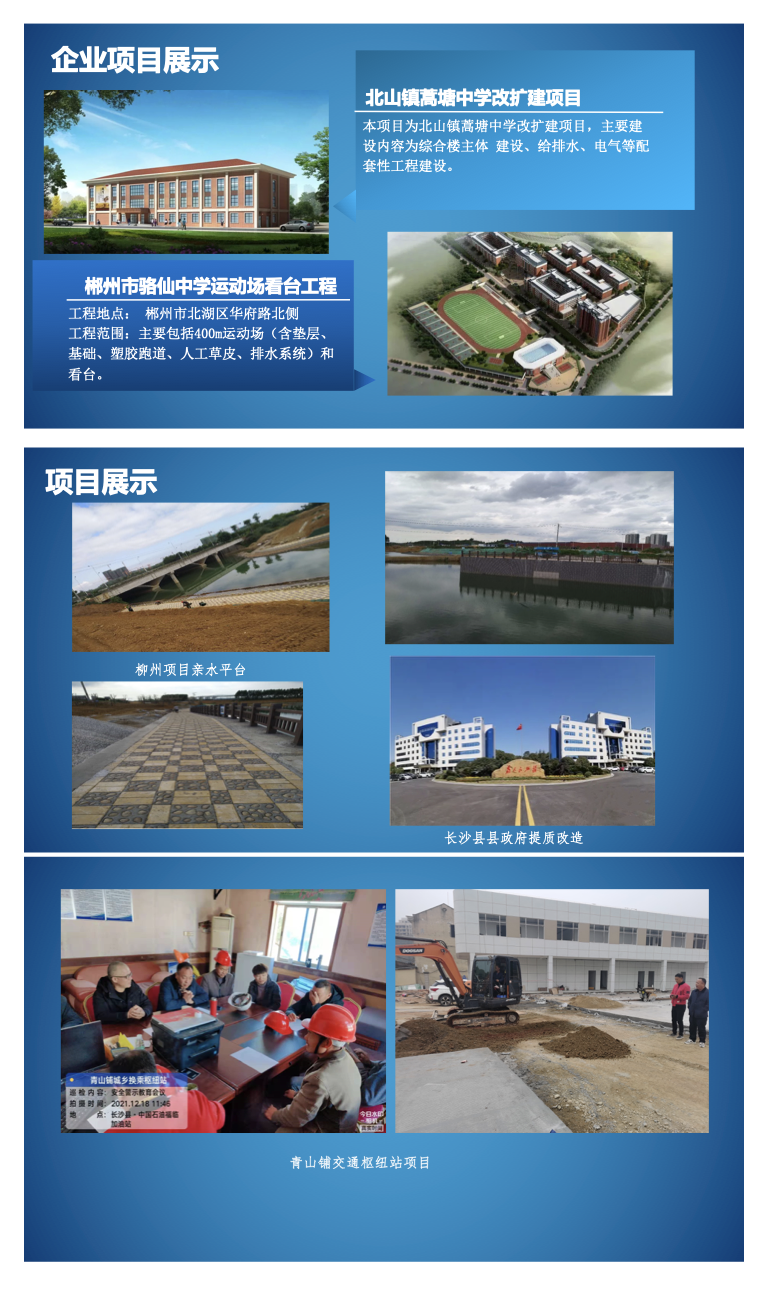 企业项目展示
北山镇蒿塘中学改扩建项目
本项目为北山镇蒿塘中学改扩建项目，主要建
设内容为综合楼主体 建设、给排水、电气等配
套性工程建设。
郴州市骆仙中学运动场看台工程
工程地点： 郴州市北湖区华府路北侧
工程范围：主要包括400m运动场（含垫层、
基础、塑胶跑道、人工草皮、排水系统）和
看台。
项目展示
柳州项目亲水平台
长沙县县政府提质改造
青山铺城乡换乘枢纽站
巡检内容：安全警示教育会议
拍摄时间：2021.12.18 11:46
地 点：长沙县·中国石油福临
加油站
今日水印
相机
青山铺交通枢纽站项目